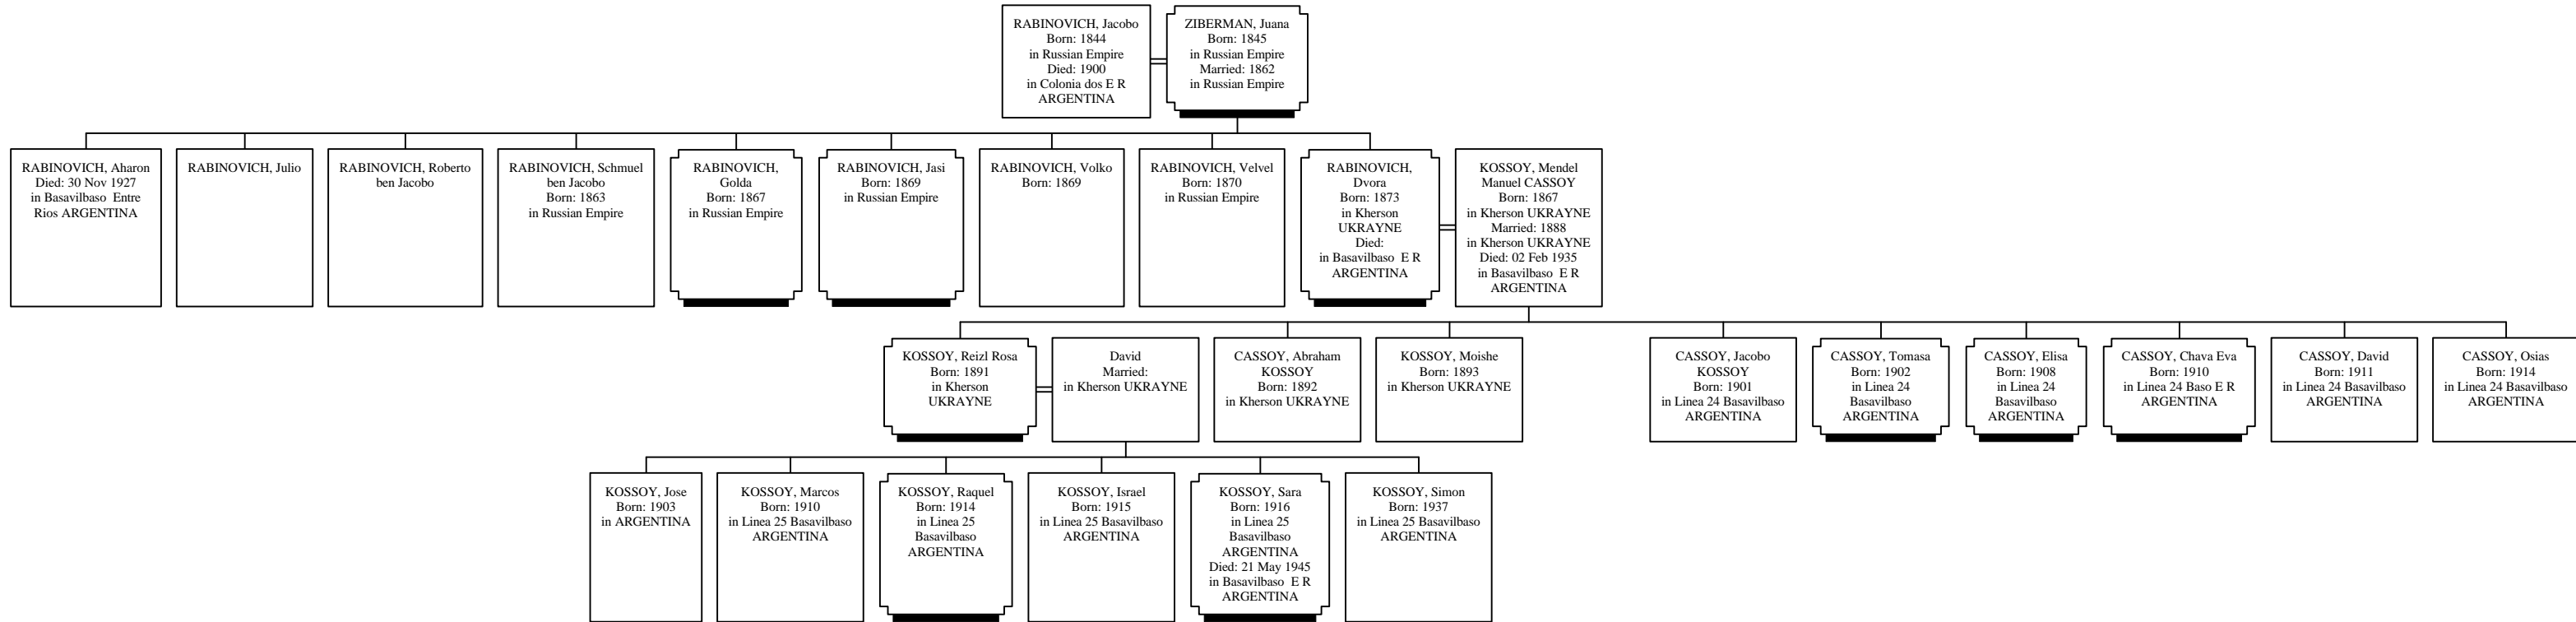 RABINOVICH, Jacobo
Born: 1844
in Russian Empire
Died: 1900
in Colonia dos E R
ARGENTINA
ZIBERMAN, Juana
Born: 1845
in Russian Empire
Married: 1862
in Russian Empire
RABINOVICH, Aharon
Died: 30 Nov 1927
in Basavilbaso  Entre
Rios ARGENTINA
RABINOVICH, Julio
RABINOVICH, Roberto
ben Jacobo
RABINOVICH, Schmuel
ben Jacobo
Born: 1863
in Russian Empire
RABINOVICH,
Golda
Born: 1867
in Russian Empire
RABINOVICH, Jasi
Born: 1869
in Russian Empire
RABINOVICH, Volko
Born: 1869
RABINOVICH, Velvel
Born: 1870
in Russian Empire
RABINOVICH,
Dvora
Born: 1873
in Kherson
UKRAYNE
Died:
in Basavilbaso  E R
ARGENTINA
KOSSOY, Mendel
Manuel CASSOY
Born: 1867
in Kherson UKRAYNE
Married: 1888
in Kherson UKRAYNE
Died: 02 Feb 1935
in Basavilbaso  E R
ARGENTINA
KOSSOY, Reizl Rosa
Born: 1891
in Kherson
UKRAYNE
David
Married:
in Kherson UKRAYNE
CASSOY, Abraham
KOSSOY
Born: 1892
in Kherson UKRAYNE
KOSSOY, Moishe
Born: 1893
in Kherson UKRAYNE
CASSOY, Jacobo
KOSSOY
Born: 1901
in Linea 24 Basavilbaso
ARGENTINA
CASSOY, Tomasa
Born: 1902
in Linea 24
Basavilbaso
ARGENTINA
CASSOY, Elisa
Born: 1908
in Linea 24
Basavilbaso
ARGENTINA
CASSOY, Chava Eva
Born: 1910
in Linea 24 Baso E R
ARGENTINA
CASSOY, David
Born: 1911
in Linea 24 Basavilbaso
ARGENTINA
CASSOY, Osias
Born: 1914
in Linea 24 Basavilbaso
ARGENTINA
KOSSOY, Jose
Born: 1903
in ARGENTINA
KOSSOY, Marcos
Born: 1910
in Linea 25 Basavilbaso
ARGENTINA
KOSSOY, Raquel
Born: 1914
in Linea 25
Basavilbaso
ARGENTINA
KOSSOY, Israel
Born: 1915
in Linea 25 Basavilbaso
ARGENTINA
KOSSOY, Sara
Born: 1916
in Linea 25
Basavilbaso
ARGENTINA
Died: 21 May 1945
in Basavilbaso  E R
ARGENTINA
KOSSOY, Simon
Born: 1937
in Linea 25 Basavilbaso
ARGENTINA